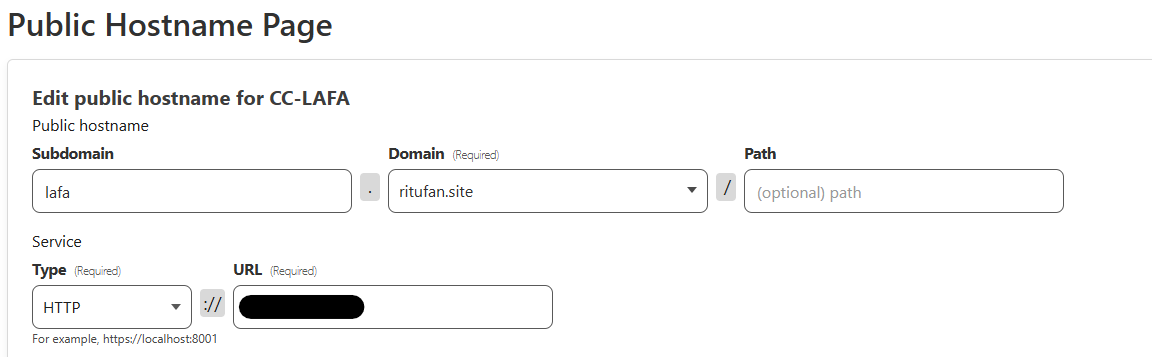 Public Hostname Page
Edit public hostname for CC-LAFA
Public hostname
Subdomain Domain (Required) Path
lafa . ritufan.site / (optional) path
Service
Type (Required) URL (Required)
HTTP ://
For example, https://localhost:8001